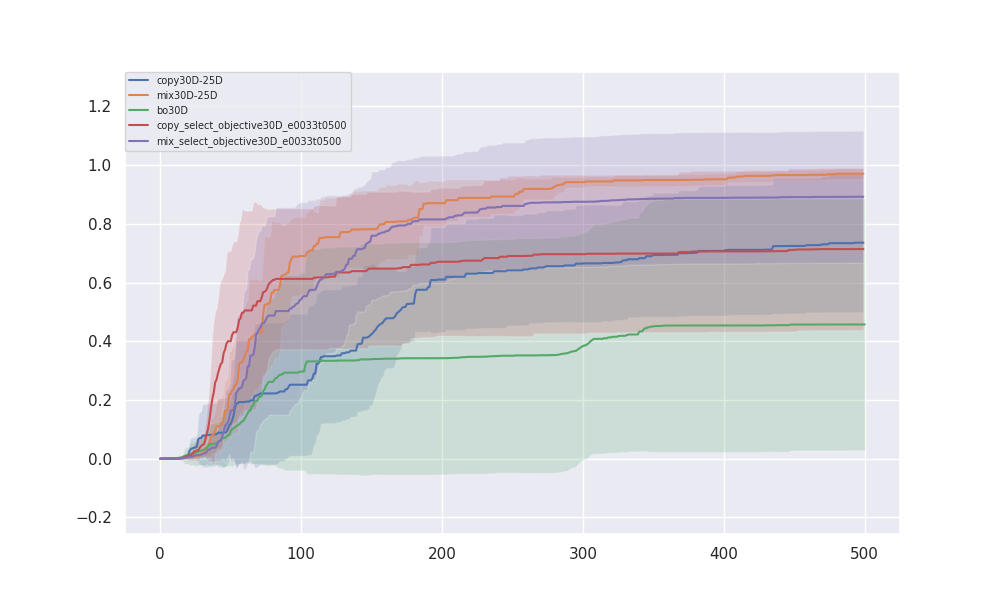 copy30D-25D
mix30D-25D
bo30D
copy_select_objective30D_e0033t0500
mix_select_objective30D_e0033t0500
1.2
1.0
0.8
0.6
0.4
0.2
0.0
−0.2
0 100 200 300 400 500